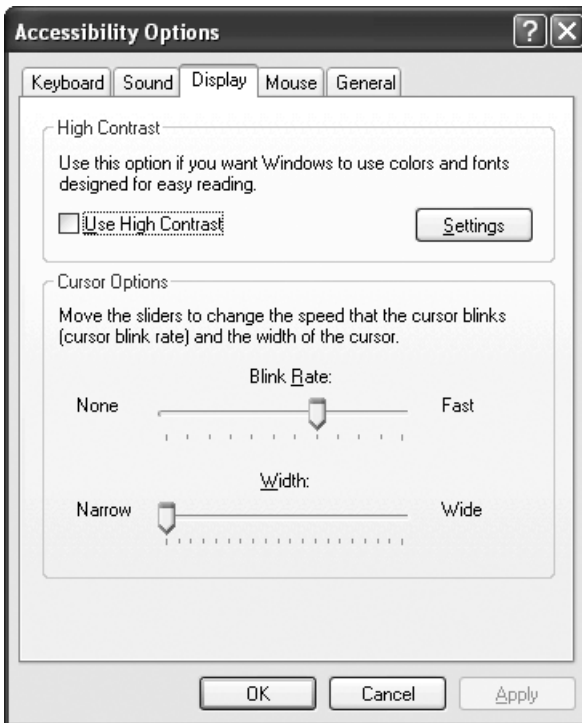 Accessibility Options
Keyboard Sound Display Mouse General
High Contrast
Use this option if you want Windows to use colors and fonts
designed for easy reading.
Use High Contrast Settings
Cursor Options
Move the sliders to change the speed that the cursor blinks
(cursor blink rate) and the width of the cursor.
Blink Rate:
None Fast
Width:
Narrow Wide
OK Cancel Apply